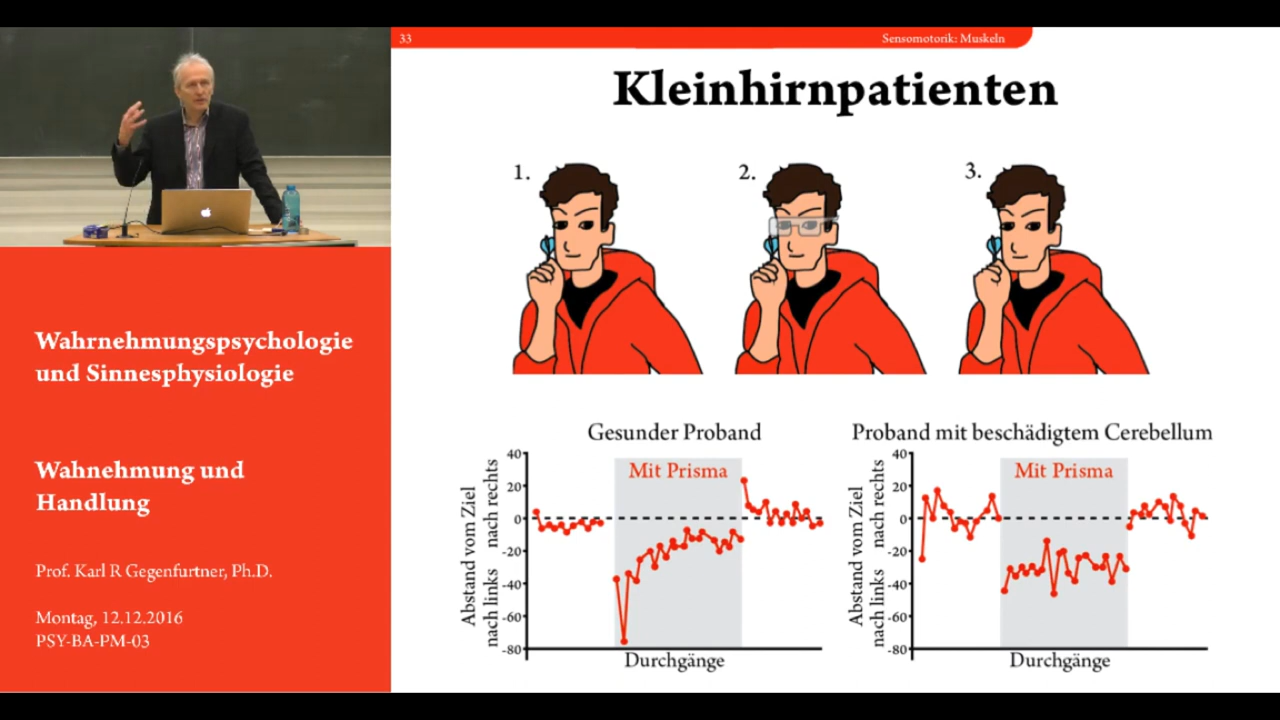 33
Sensomotorik: Muskeln
Kleinhirnpatienten
1.
2.
3.
Wahrnehmungspsychologie
und Sinnesphysiologie
Wahnehmung und
Handlung
Prof. Karl R Gegenfurtner, Ph.D.
Montag, 12.12.2016
PSY-BA-PM-03
Gesunder Proband
Mit Prisma
Abstand vom Ziel
nach links nach rechts
40
20
0
-20
-40
-60
-80
Durchgänge
Proband mit beschädigtem Cerebellum
Mit Prisma
Abstand vom Ziel
nach links nach rechts
40
20
0
-20
-40
-60
-80
Durchgänge